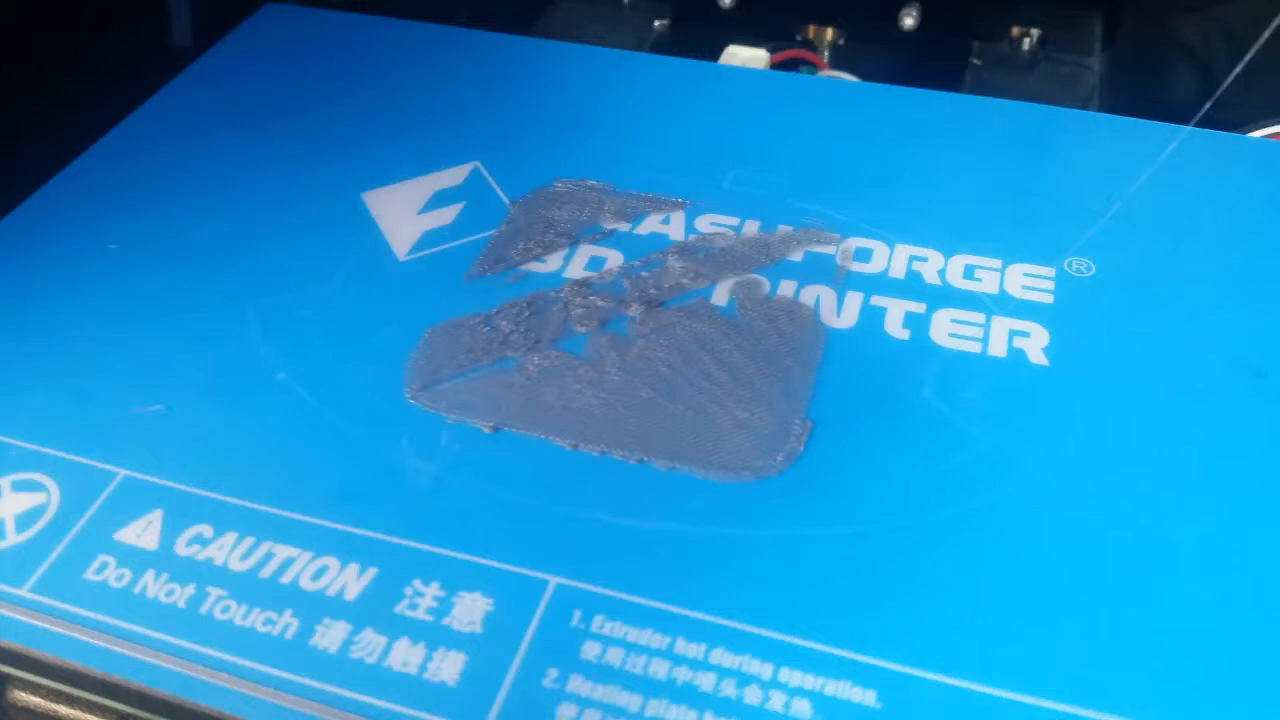 FLASHFORGE®
3D PRINTER
CAUTION 注意
Do Not Touch 请勿触摸
1. Extruder hot during operation.
使用过程中喷头会发热
2. Heating plate